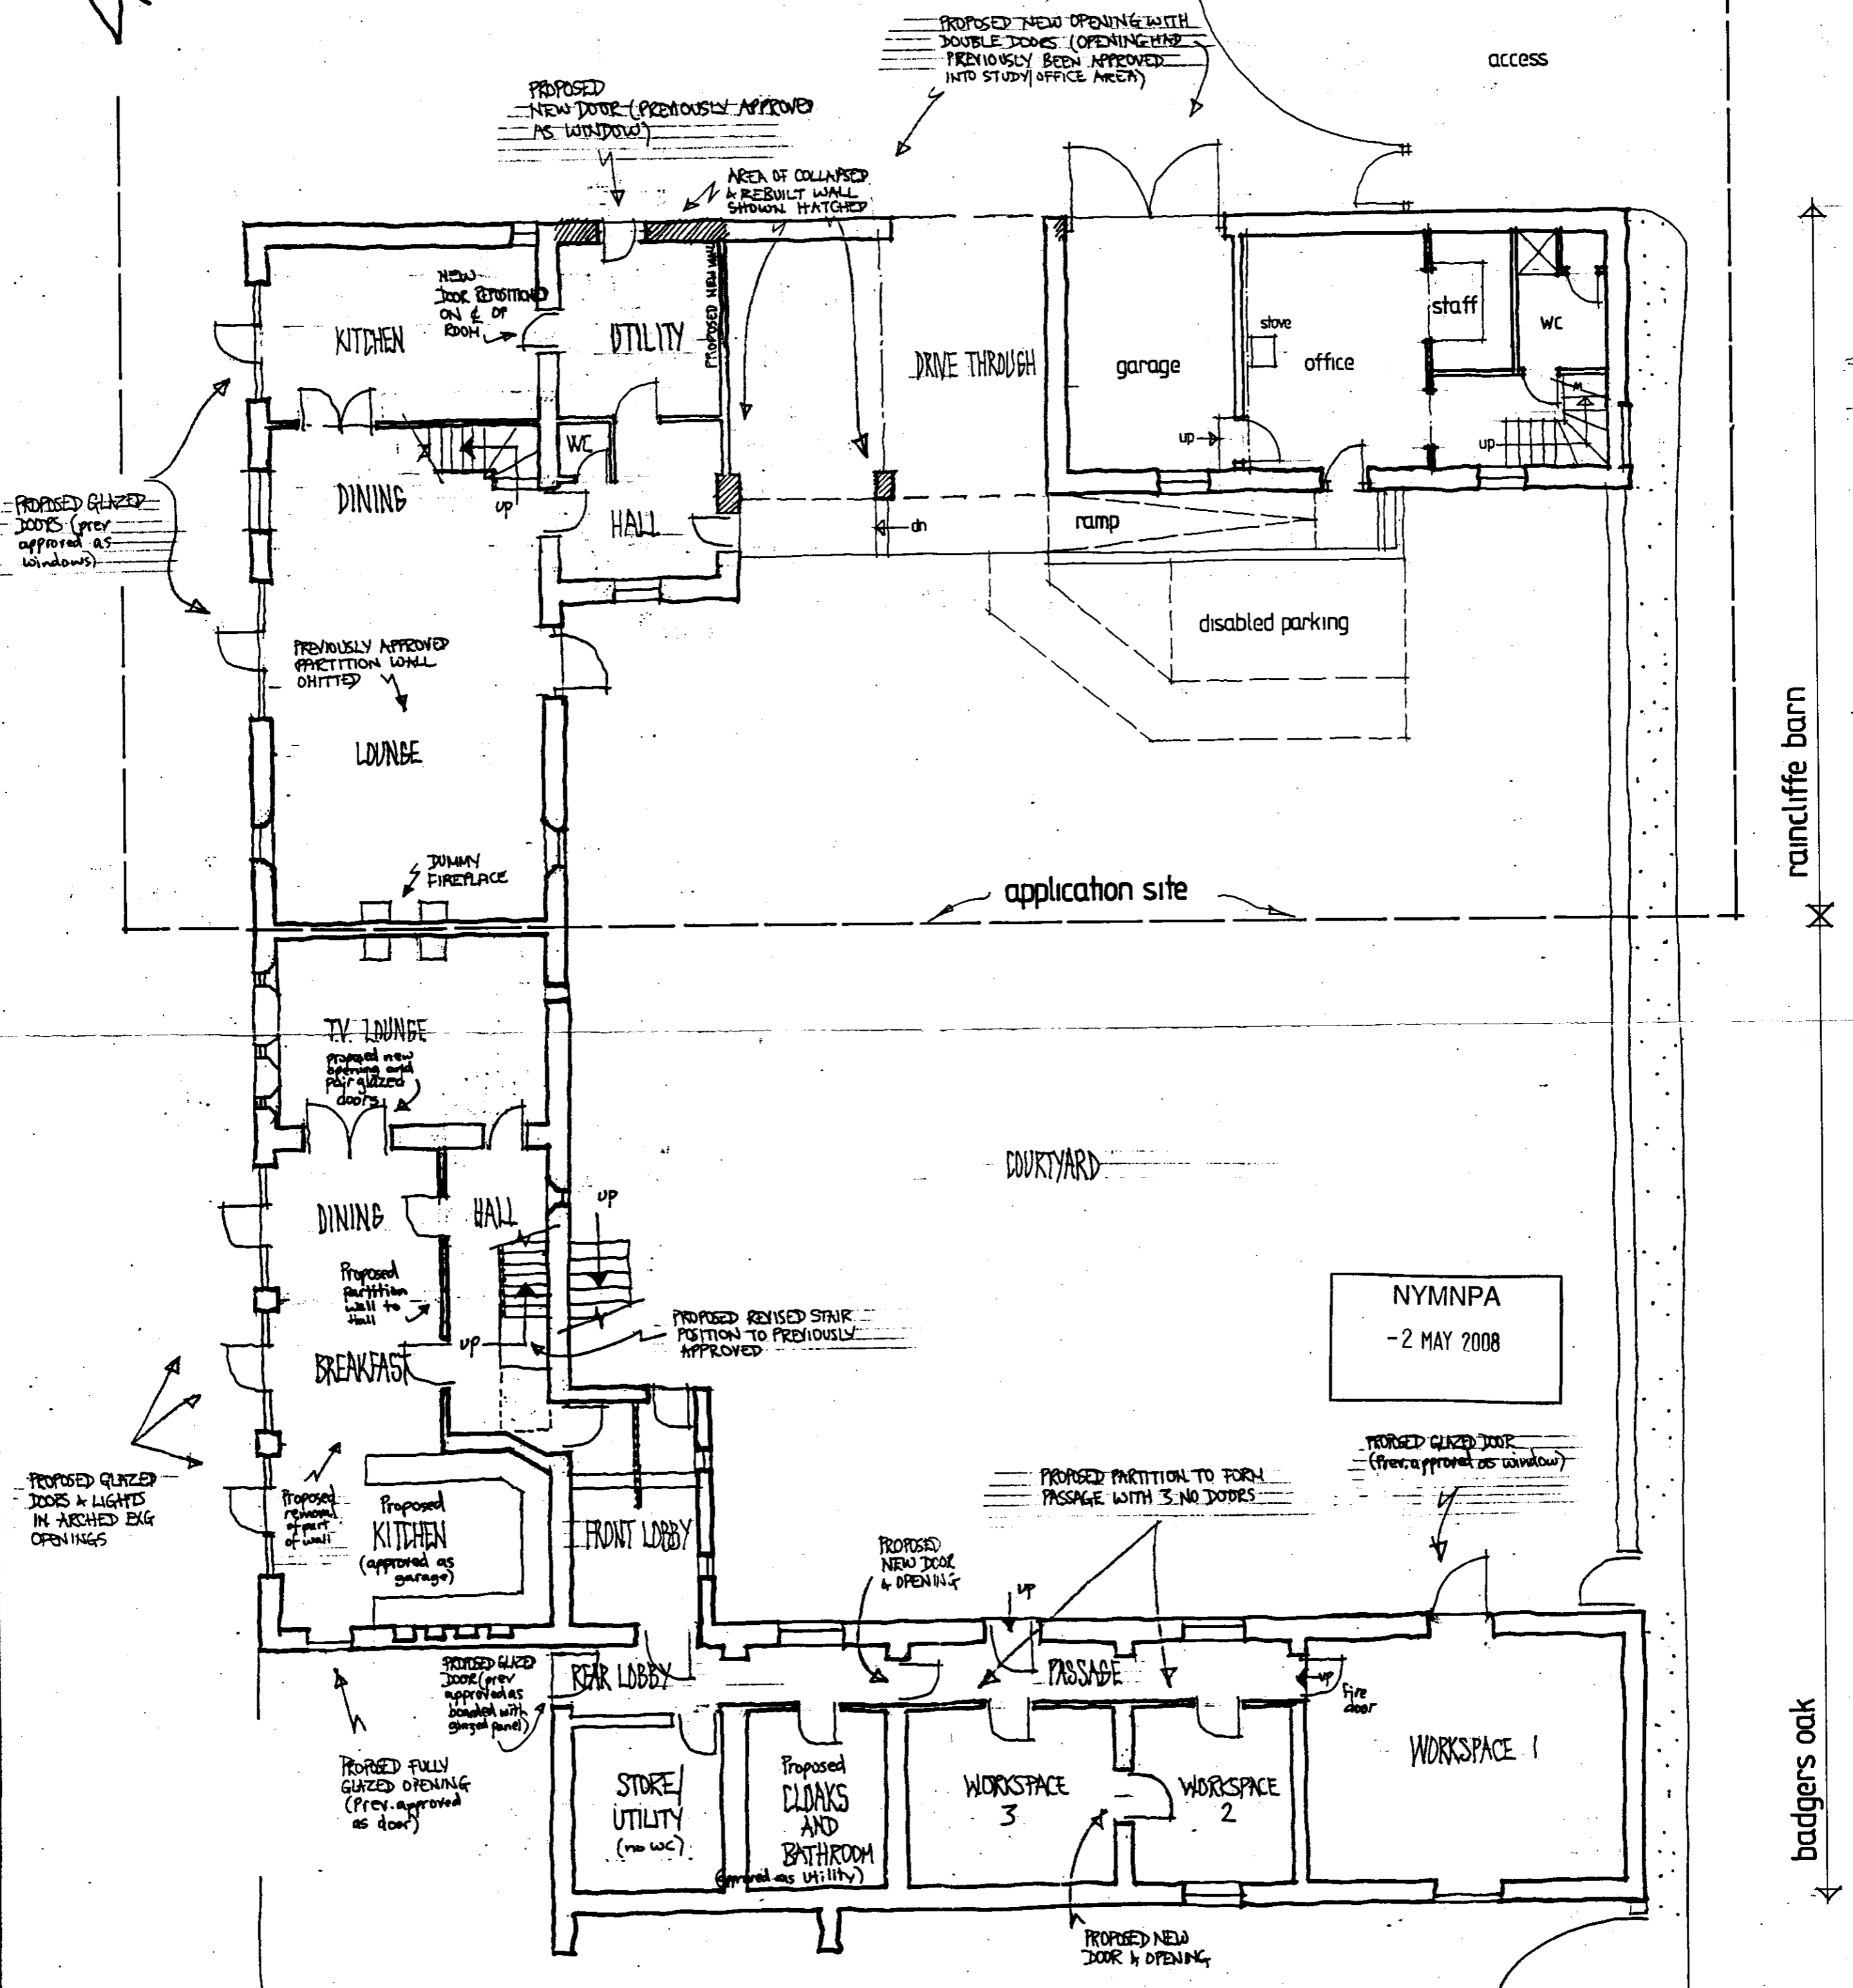 PROPOSED NEW OPENING WITH
DOUBLE DOORS (OPENING HAD
PREVIOUSLY BEEN APPROVED
INTO STUDY/OFFICE AREA)
access
PROPOSED
NEW DOOR (PREVIOUSLY APPROVED
AS WINDOW)
AREA OF COLLAPSED
& REBUILT WALL
SHOWN HATCHED
NEW
DOOR REPOSITIONED
ON ℄ OF
ROOM
KITCHEN
UTILITY
PROPOSED NEW WALL
DRIVE THROUGH
garage
stove
office
staff
WC
up
up
WC
DINING
up
HALL
dn
ramp
PROPOSED GLAZED
DOORS (prev
approved as
windows)
disabled parking
PREVIOUSLY APPROVED
PARTITION WALL
OMITTED
LOUNGE
raincliffe barn
DUMMY
FIREPLACE
application site
T.V. LOUNGE
proposed new
opening and
pair glazed
doors
COURTYARD
DINING
HALL
up
Proposed
partition
wall to
Hall
up
PROPOSED REVISED STAIR
POSITION TO PREVIOUSLY
APPROVED
NYMNPA
-2 MAY 2008
BREAKFAST
PROPOSED GLAZED
DOORS & LIGHTS
IN ARCHED EXG
OPENINGS
Proposed
removal
of part
of wall
Proposed
KITCHEN
(approved as
garage)
FRONT LOBBY
PROPOSED PARTITION TO FORM
PASSAGE WITH 3 NO DOORS
PROPOSED GLAZED DOOR
(Prev. approved as window)
PROPOSED
NEW DOOR
& OPENING
up
PROPOSED GLAZED
DOOR (prev
approved as
boarded with
glazed panel)
REAR LOBBY
PASSAGE
up
Fire
door
PROPOSED FULLY
GLAZED OPENING
(Prev. approved
as door)
STORE/
UTILITY
(no WC)
Proposed
CLOAKS
AND
BATHROOM
(approved as Utility)
WORKSPACE
3
WORKSPACE
2
WORKSPACE 1
badgers oak
PROPOSED NEW
DOOR & OPENING